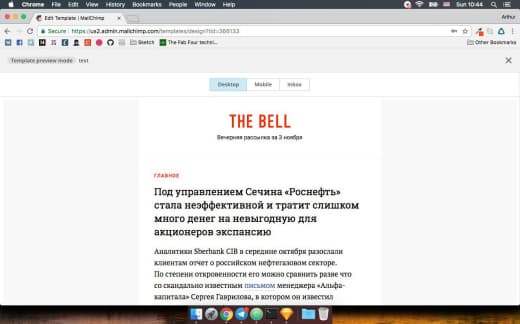 Chrome File Edit View History Bookmarks People Window Help Sun 10:44
Edit Template | MailChimp Arthur
Secure https://us2.admin.mailchimp.com/templates/design?tid=366133
Sketch The Fab Four techni... Other Bookmarks
Template preview mode test
Desktop Mobile Inbox
THE BELL
Вечерняя рассылка за 3 ноября
ГЛАВНОЕ
Под управлением Сечина «Роснефть»
стала неэффективной и тратит слишком
много денег на невыгодную для
акционеров экспансию
Аналитики Sberbank CIB в середине октября разослали
клиентам отчет о российском нефтегазовом секторе.
По степени откровенности его можно сравнить разве что
со скандально известным письмом менеджера «Альфа-
капитала» Сергея Гаврилова, в котором он известил